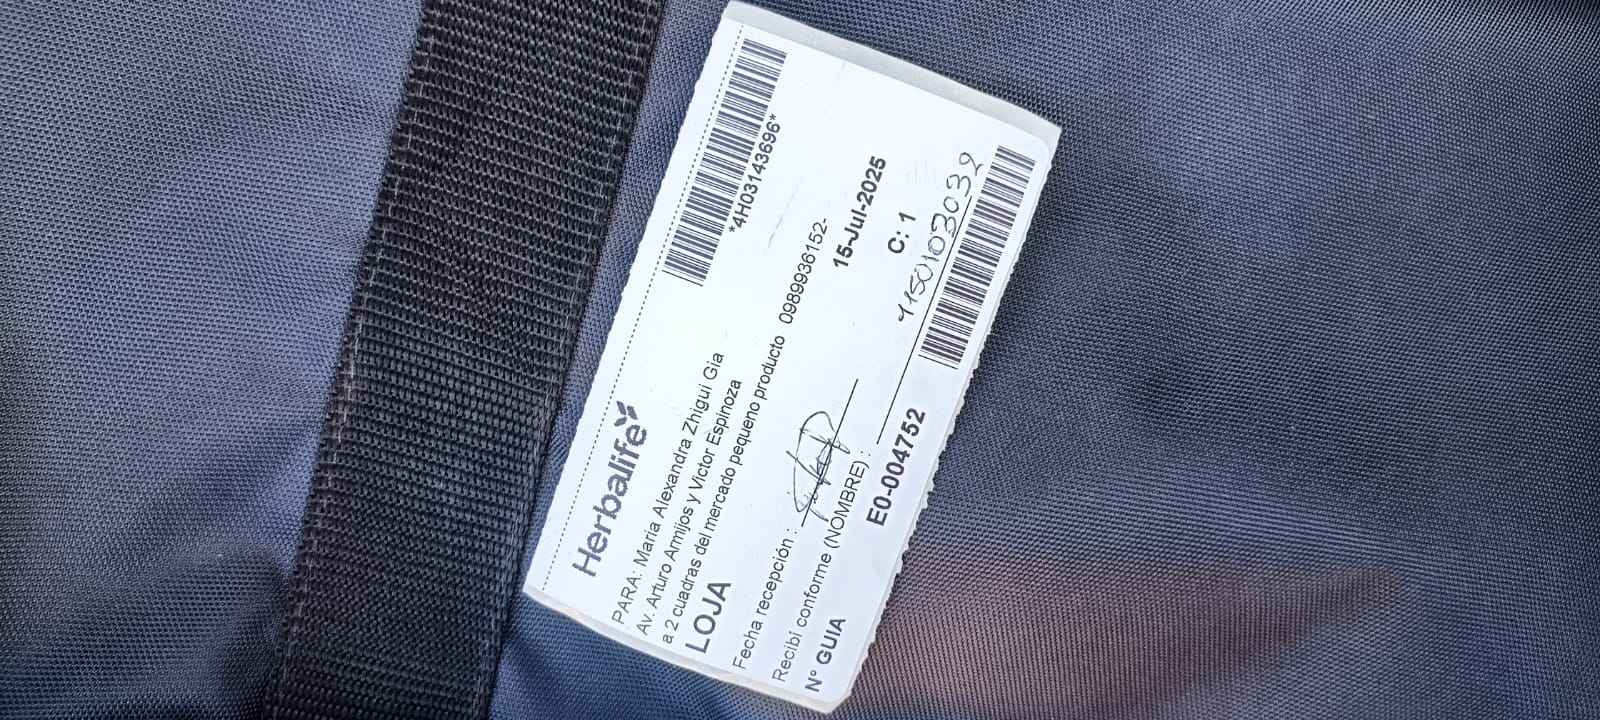 Herbalife
*4H03143696*
PARA: Maria Alexandra Zhigui Gia
Av. Arturo Armijos y Victor Espinoza
a 2 cuadras del mercado pequeno producto 0989936152-
LOJA
15-Jul-2025
Fecha recepción :
C: 1
Recibí conforme (NOMBRE) : 1150103032
N° GUIA E0-004752